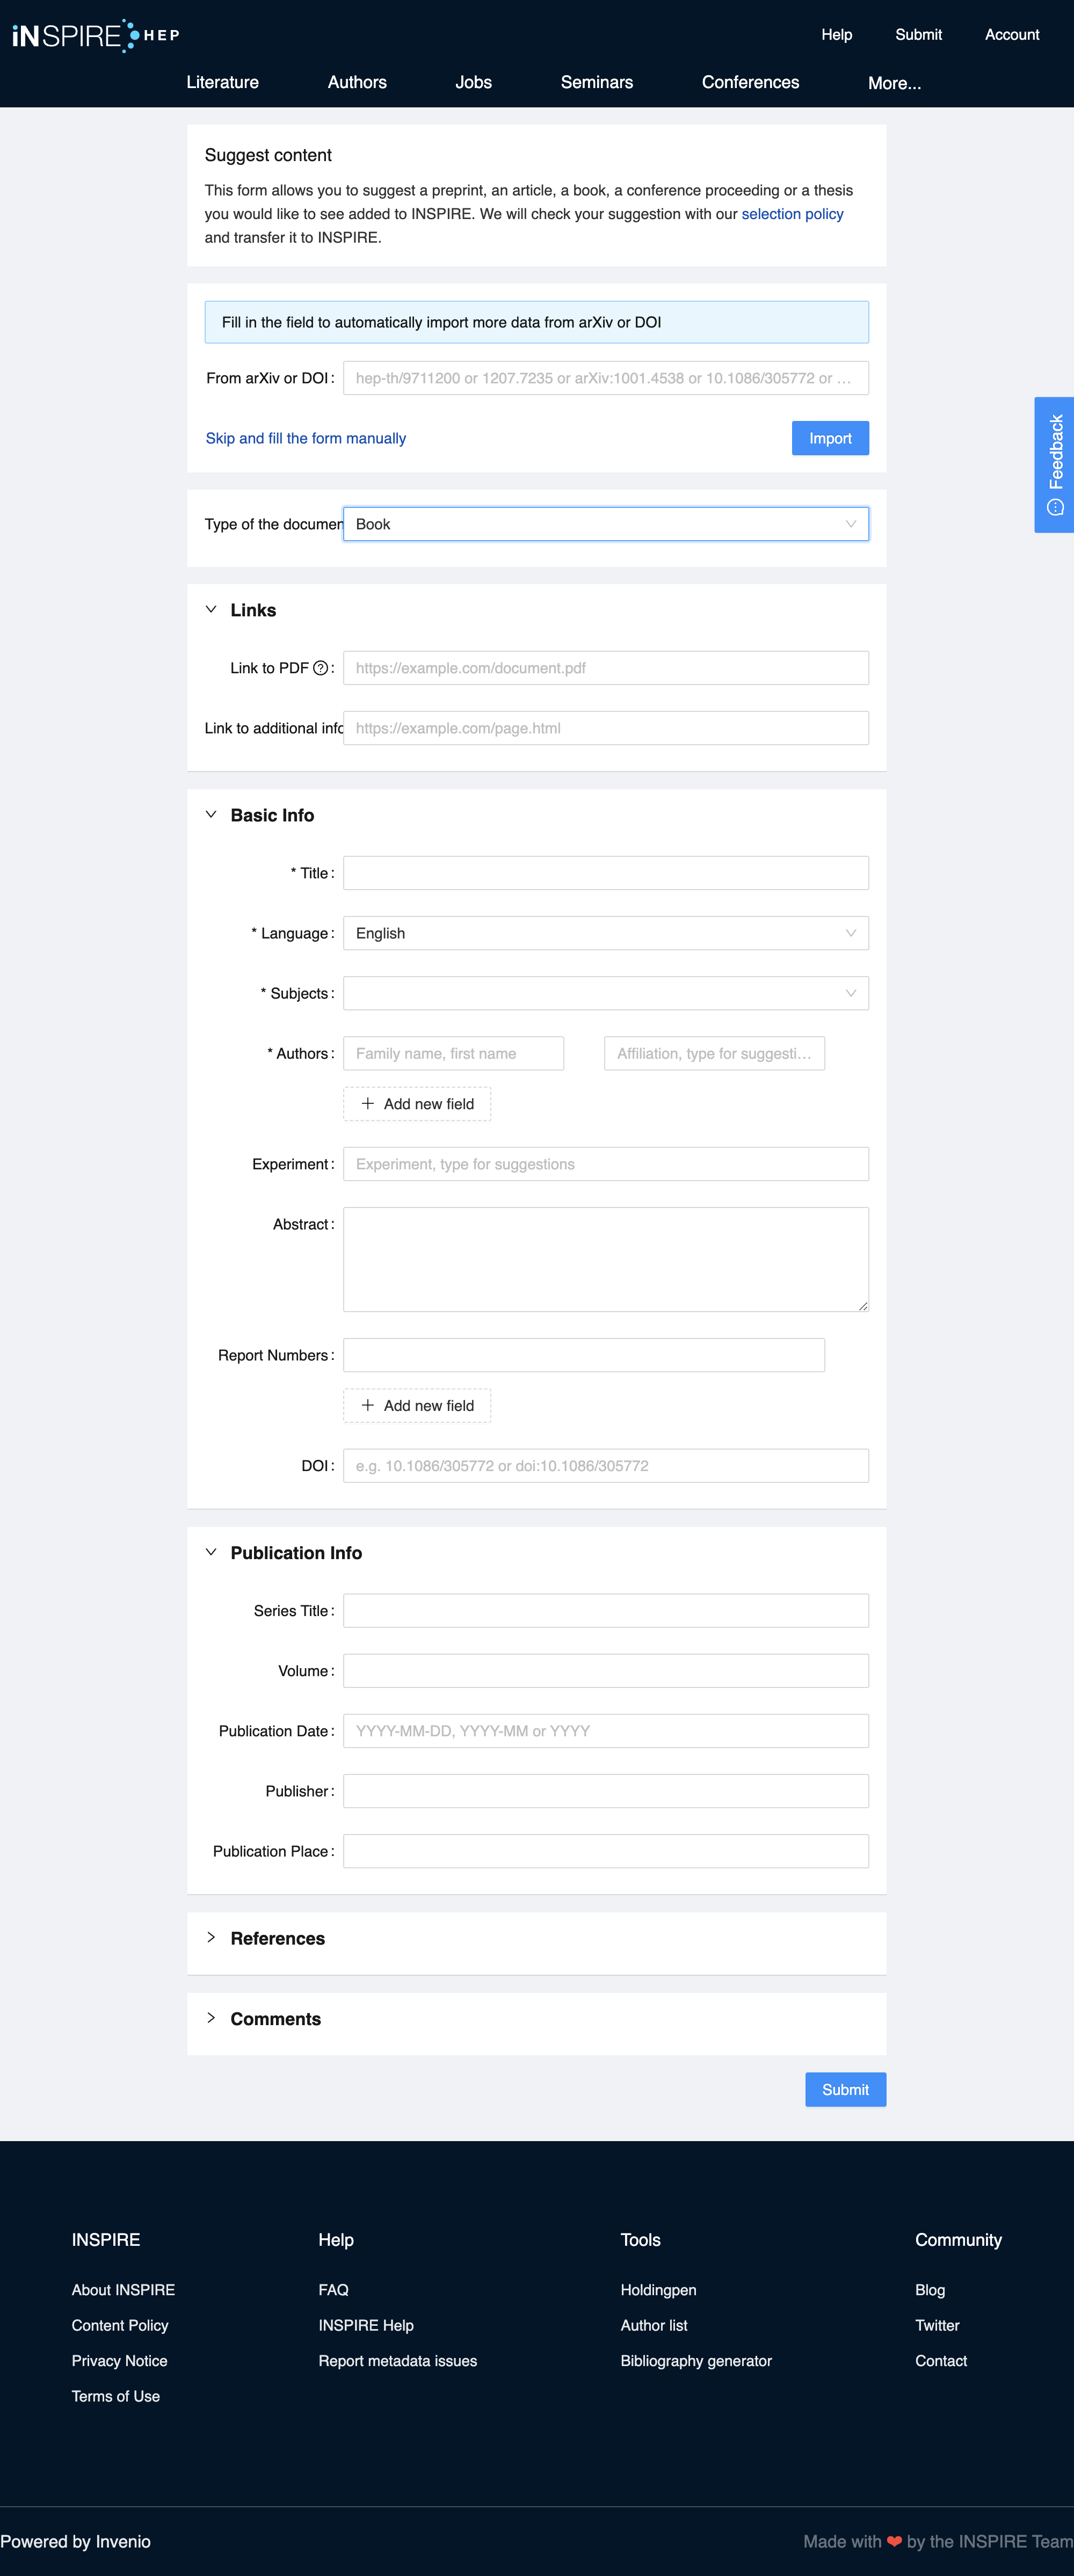 iNSPIRE HEP
Help Submit Account
Literature Authors Jobs Seminars Conferences More...
Suggest content
This form allows you to suggest a preprint, an article, a book, a conference proceeding or a thesis
you would like to see added to INSPIRE. We will check your suggestion with our selection policy
and transfer it to INSPIRE.
Fill in the field to automatically import more data from arXiv or DOI
From arXiv or DOI : hep-th/9711200 or 1207.7235 or arXiv:1001.4538 or 10.1086/305772 or ...
Skip and fill the form manually Import
Feedback
Type of the documen Book
Links
Link to PDF : https://example.com/document.pdf
Link to additional info https://example.com/page.html
Basic Info
* Title :
* Language : English
* Subjects :
* Authors : Family name, first name Affiliation, type for suggesti...
+ Add new field
Experiment : Experiment, type for suggestions
Abstract :
Report Numbers :
+ Add new field
DOI : e.g. 10.1086/305772 or doi:10.1086/305772
Publication Info
Series Title :
Volume :
Publication Date : YYYY-MM-DD, YYYY-MM or YYYY
Publisher :
Publication Place :
References
Comments
Submit
INSPIRE Help Tools Community
About INSPIRE FAQ Holdingpen Blog
Content Policy INSPIRE Help Author list Twitter
Privacy Notice Report metadata issues Bibliography generator Contact
Terms of Use
Powered by Invenio Made with ❤ by the INSPIRE Team